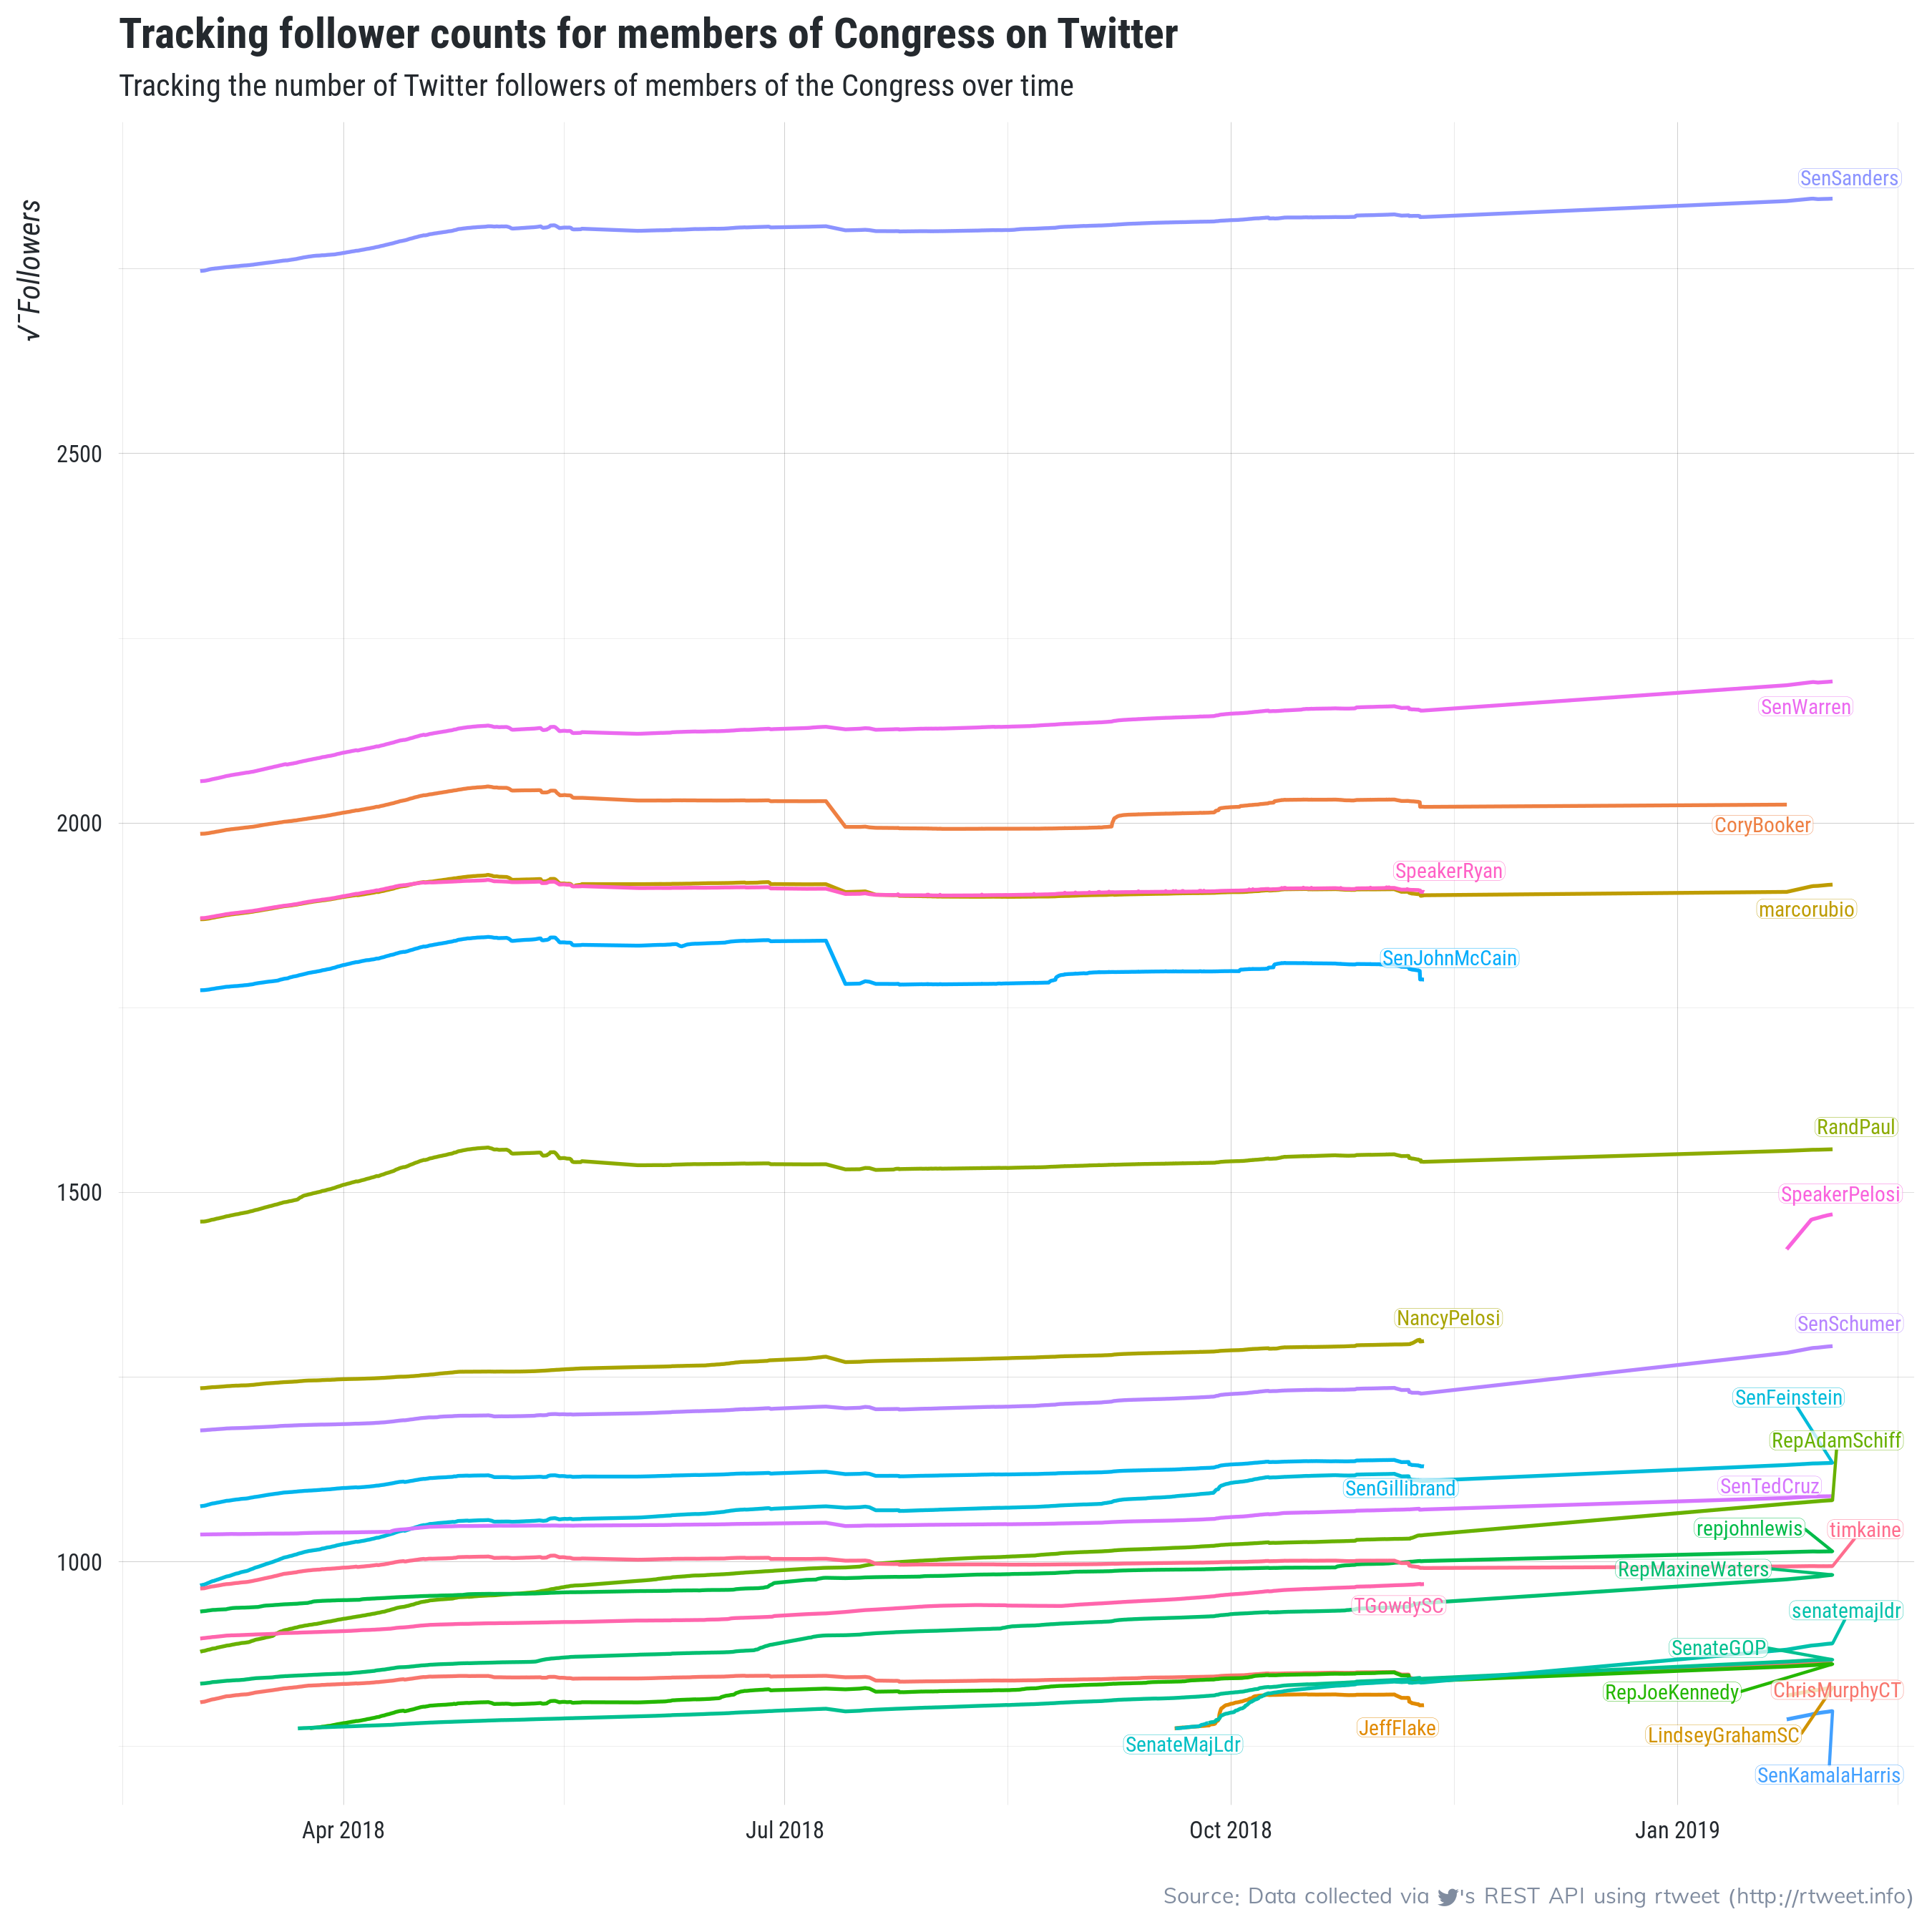 Tracking follower counts for members of Congress on Twitter
Tracking the number of Twitter followers of members of the Congress over time
√¯Followers
SenSanders
2500
SenWarren
2000
CoryBooker
SpeakerRyan
marcorubio
SenJohnMcCain
RandPaul
1500
SpeakerPelosi
NancyPelosi
SenSchumer
SenFeinstein
RepAdamSchiff
SenTedCruz
SenGillibrand
repjohnlewis
timkaine
1000
RepMaxineWaters
TGowdySC
senatemajldr
SenateGOP
RepJoeKennedy
ChrisMurphyCT
JeffFlake
LindseyGrahamSC
SenateMajLdr
SenKamalaHarris
Apr 2018 Jul 2018 Oct 2018 Jan 2019
Source: Data collected via 's REST API using rtweet (http://rtweet.info)